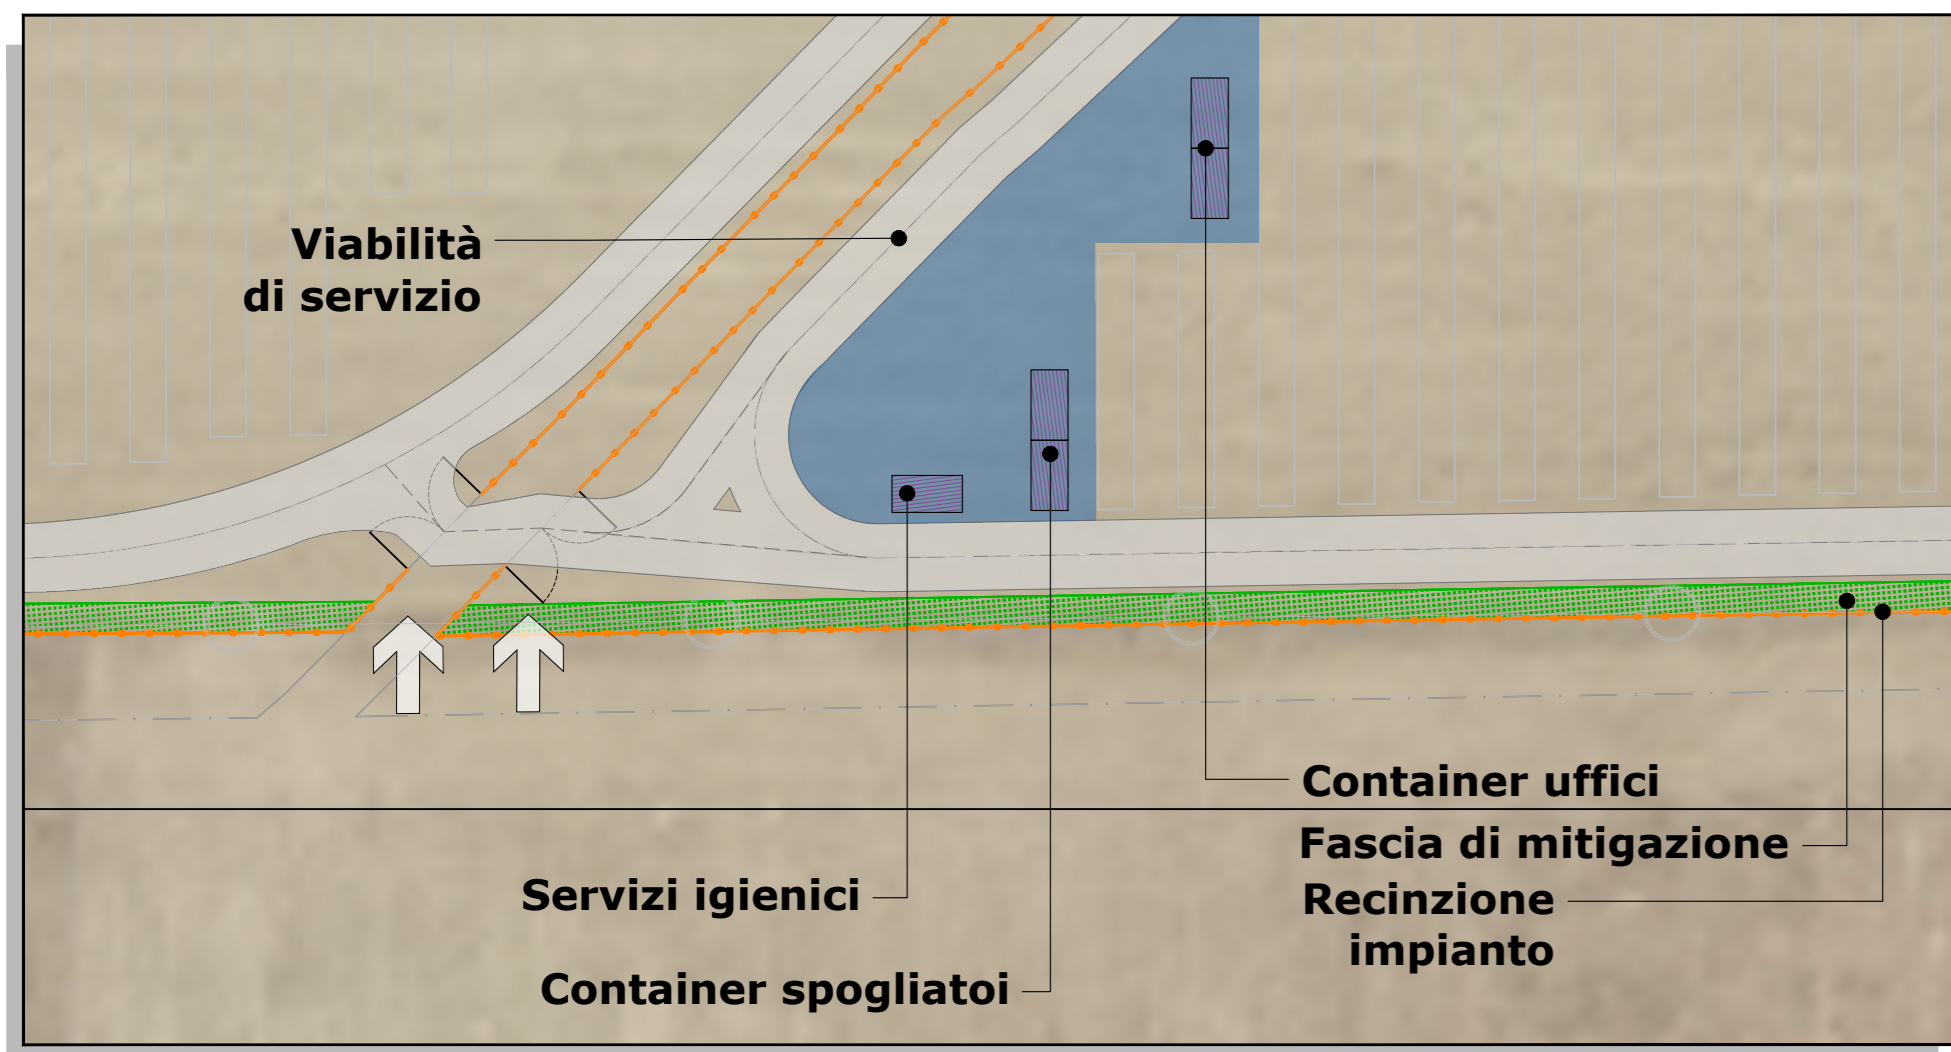 Viabilità
di servizio
Container uffici
Fascia di mitigazione
Servizi igienici
Recinzione
impianto
Container spogliatoi